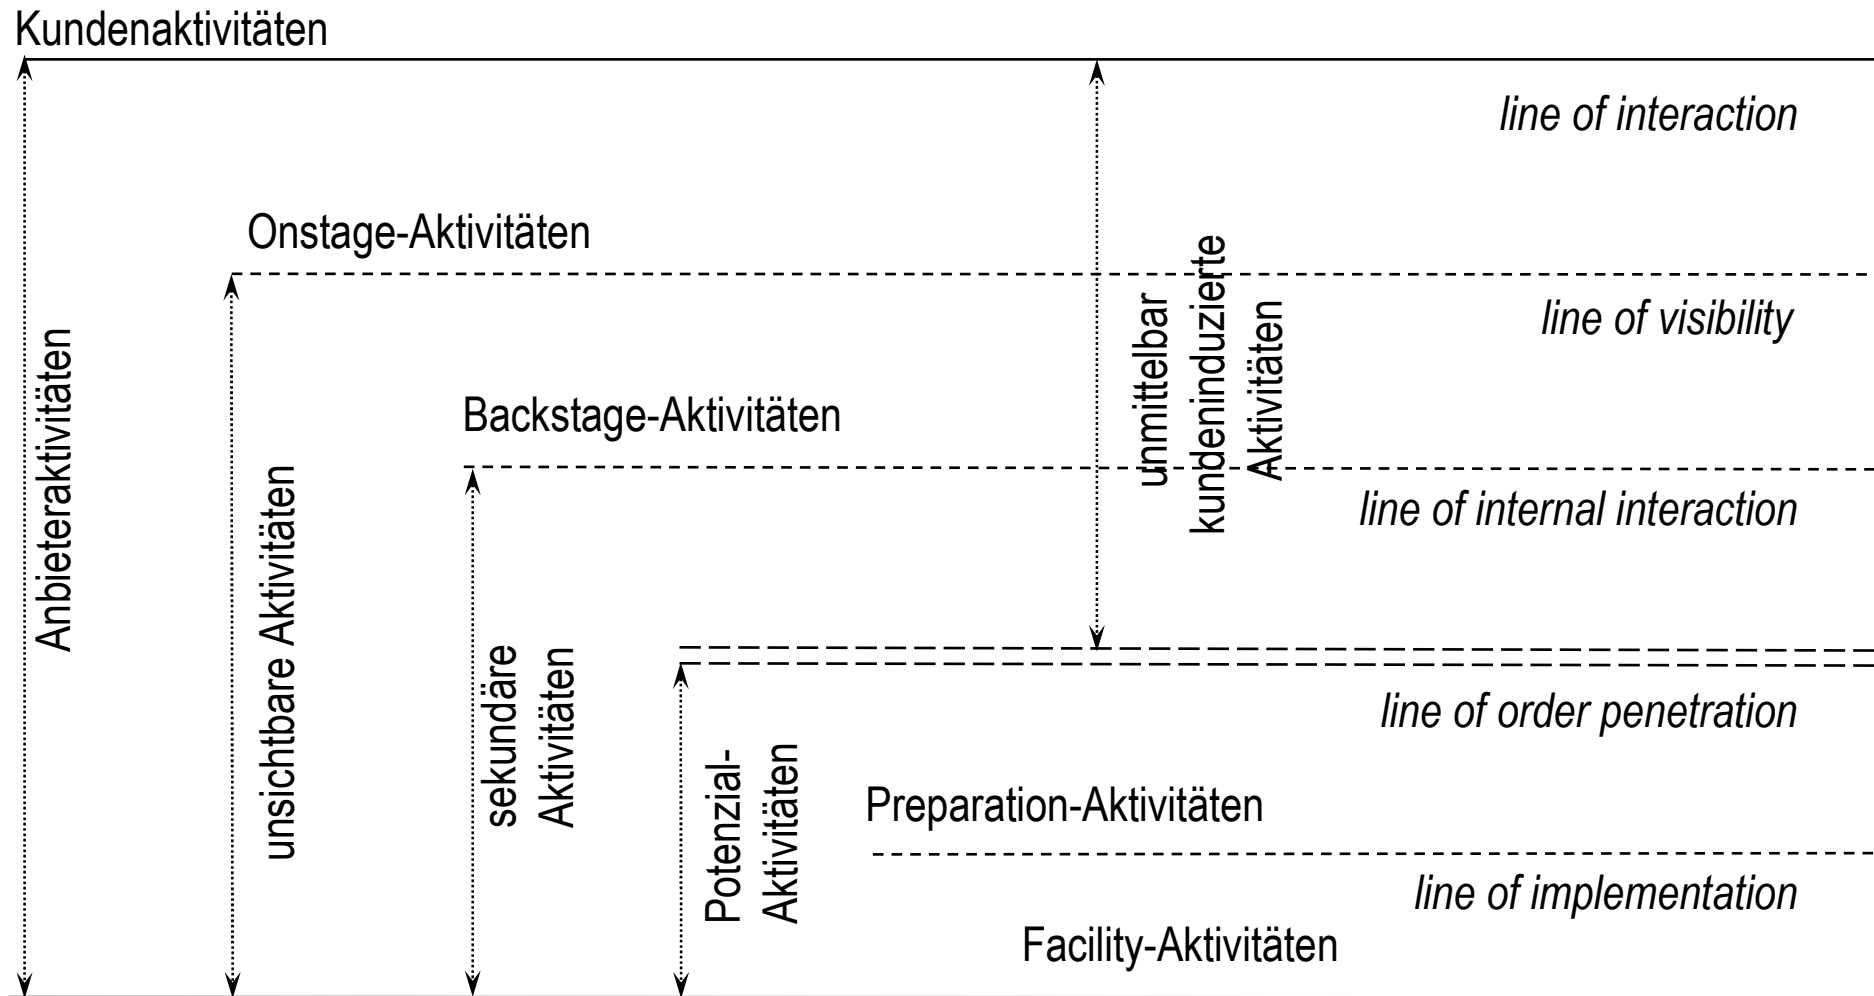 Kundenaktivitäten
line of interaction
Onstage-Aktivitäten
line of visibility
Anbieteraktivitäten
unmittelbar
kundeninduzierte
Aktivitäten
Backstage-Aktivitäten
line of internal interaction
unsichtbare Aktivitäten
sekundäre
Aktivitäten
line of order penetration
Potenzial-
Aktivitäten
Preparation-Aktivitäten
line of implementation
Facility-Aktivitäten